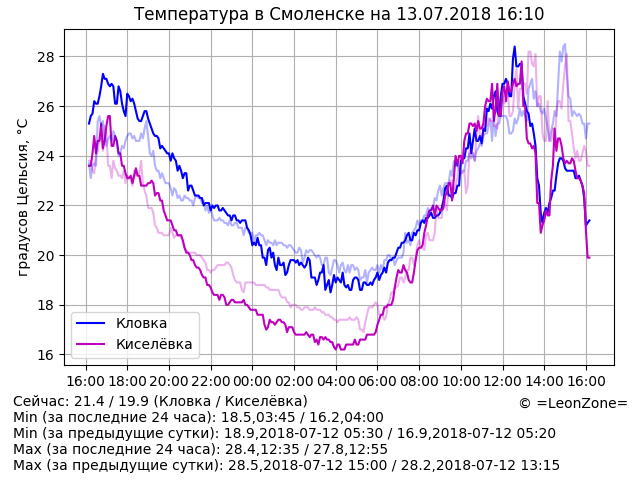 Температура в Смоленске на 13.07.2018 16:10
градусов Цельсия, °C
28
26
24
22
20
18
16
Кловка
Киселёвка
16:00 18:00 20:00 22:00 00:00 02:00 04:00 06:00 08:00 10:00 12:00 14:00 16:00
Сейчас: 21.4 / 19.9 (Кловка / Киселёвка)
© =LeonZone=
Min (за последние 24 часа): 18.5,03:45 / 16.2,04:00
Min (за предыдущие сутки): 18.9,2018-07-12 05:30 / 16.9,2018-07-12 05:20
Max (за последние 24 часа): 28.4,12:35 / 27.8,12:55
Max (за предыдущие сутки): 28.5,2018-07-12 15:00 / 28.2,2018-07-12 13:15